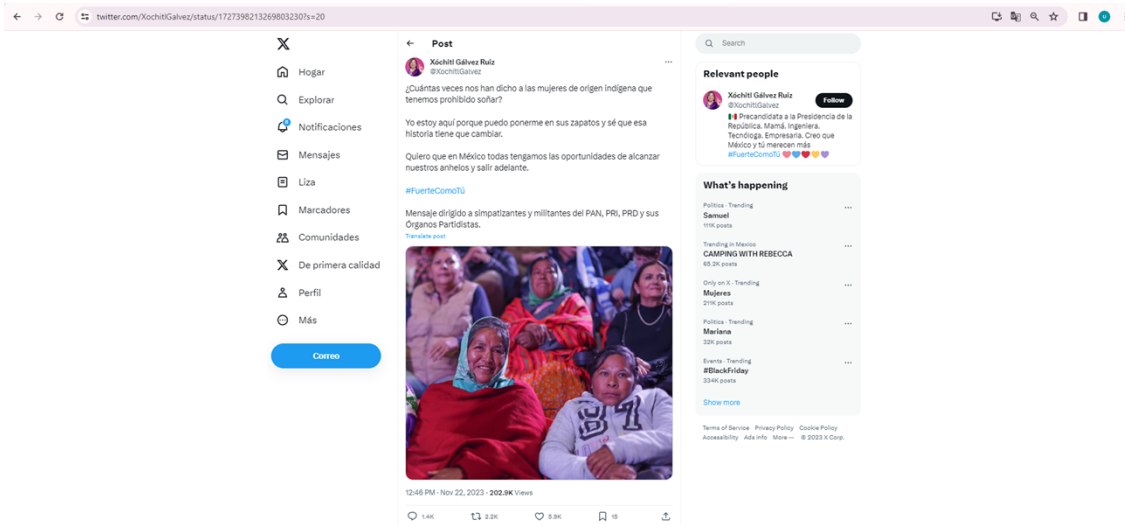 twitter.com/XochitlGalvez/status/1727398213269803230?s=20
Hogar
Explorar
Notificaciones
Mensajes
Liza
Marcadores
Comunidades
De primera calidad
Perfil
Más
Correo
Post
Xóchitl Gálvez Ruiz
@XochitlGalvez
¿Cuántas veces nos han dicho a las mujeres de origen indígena que
tenemos prohibido soñar?
Yo estoy aquí porque puedo ponerme en sus zapatos y sé que esa
historia tiene que cambiar.
Quiero que en México todas tengamos las oportunidades de alcanzar
nuestros anhelos y salir adelante.
#FuerteComoTú
Mensaje dirigido a simpatizantes y militantes del PAN, PRI, PRD y sus
Órganos Partidistas.
Translate post
87
12:46 PM · Nov 22, 2023 · 202.9K Views
1.4K 2.2K 5.9K 15
Search
Relevant people
Xóchitl Gálvez Ruiz
@XochitlGalvez
Follow
Precandidata a la Presidencia de la
República. Mamá. Ingeniera.
Tecnóloga. Empresaria. Creo que
México y tú merecen más
#FuerteComoTú
What's happening
Politics · Trending
Samuel
111K posts
Trending in Mexico
CAMPING WITH REBECCA
65.2K posts
Only on X · Trending
Mujeres
211K posts
Politics · Trending
Mariana
32K posts
Events · Trending
#BlackFriday
334K posts
Show more
Terms of Service Privacy Policy Cookie Policy
Accessibility Ads info More — © 2023 X Corp.